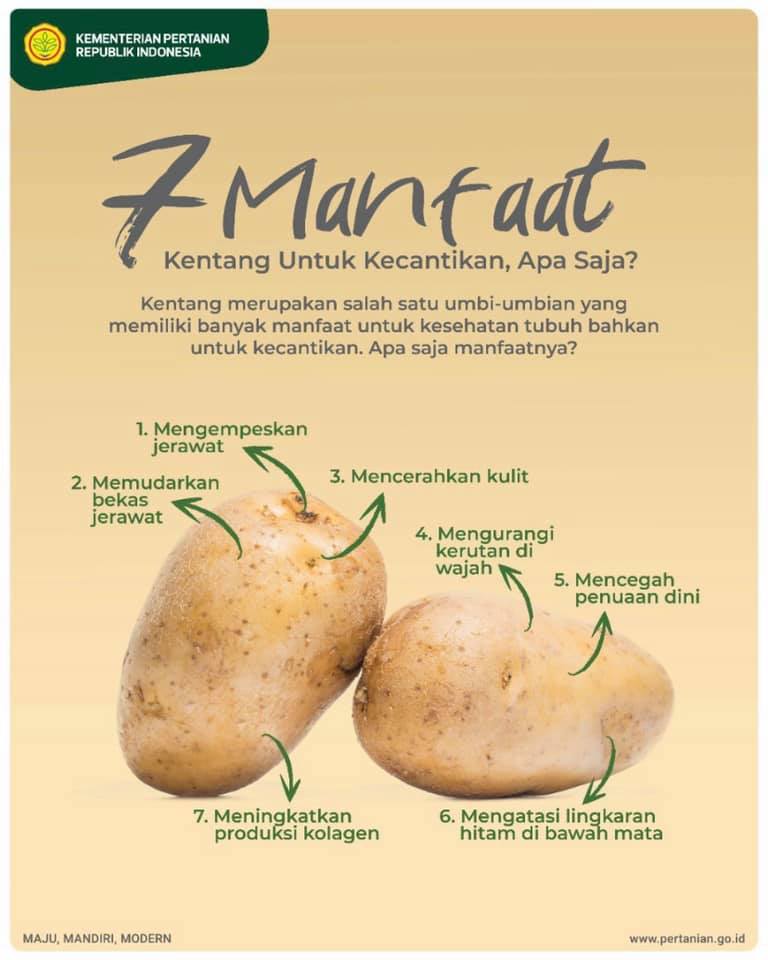 KEMENTERIAN PERTANIAN
REPUBLIK INDONESIA
7 Manfaat
Kentang Untuk Kecantikan, Apa Saja?
Kentang merupakan salah satu umbi-umbian yang
memiliki banyak manfaat untuk kesehatan tubuh bahkan
untuk kecantikan. Apa saja manfaatnya?
1. Mengempeskan
jerawat
2. Memudarkan
bekas
jerawat
3. Mencerahkan kulit
4. Mengurangi
kerutan di
wajah
5. Mencegah
penuaan dini
7. Meningkatkan
produksi kolagen
6. Mengatasi lingkaran
hitam di bawah mata
MAJU, MANDIRI, MODERN
www.pertanian.go.id